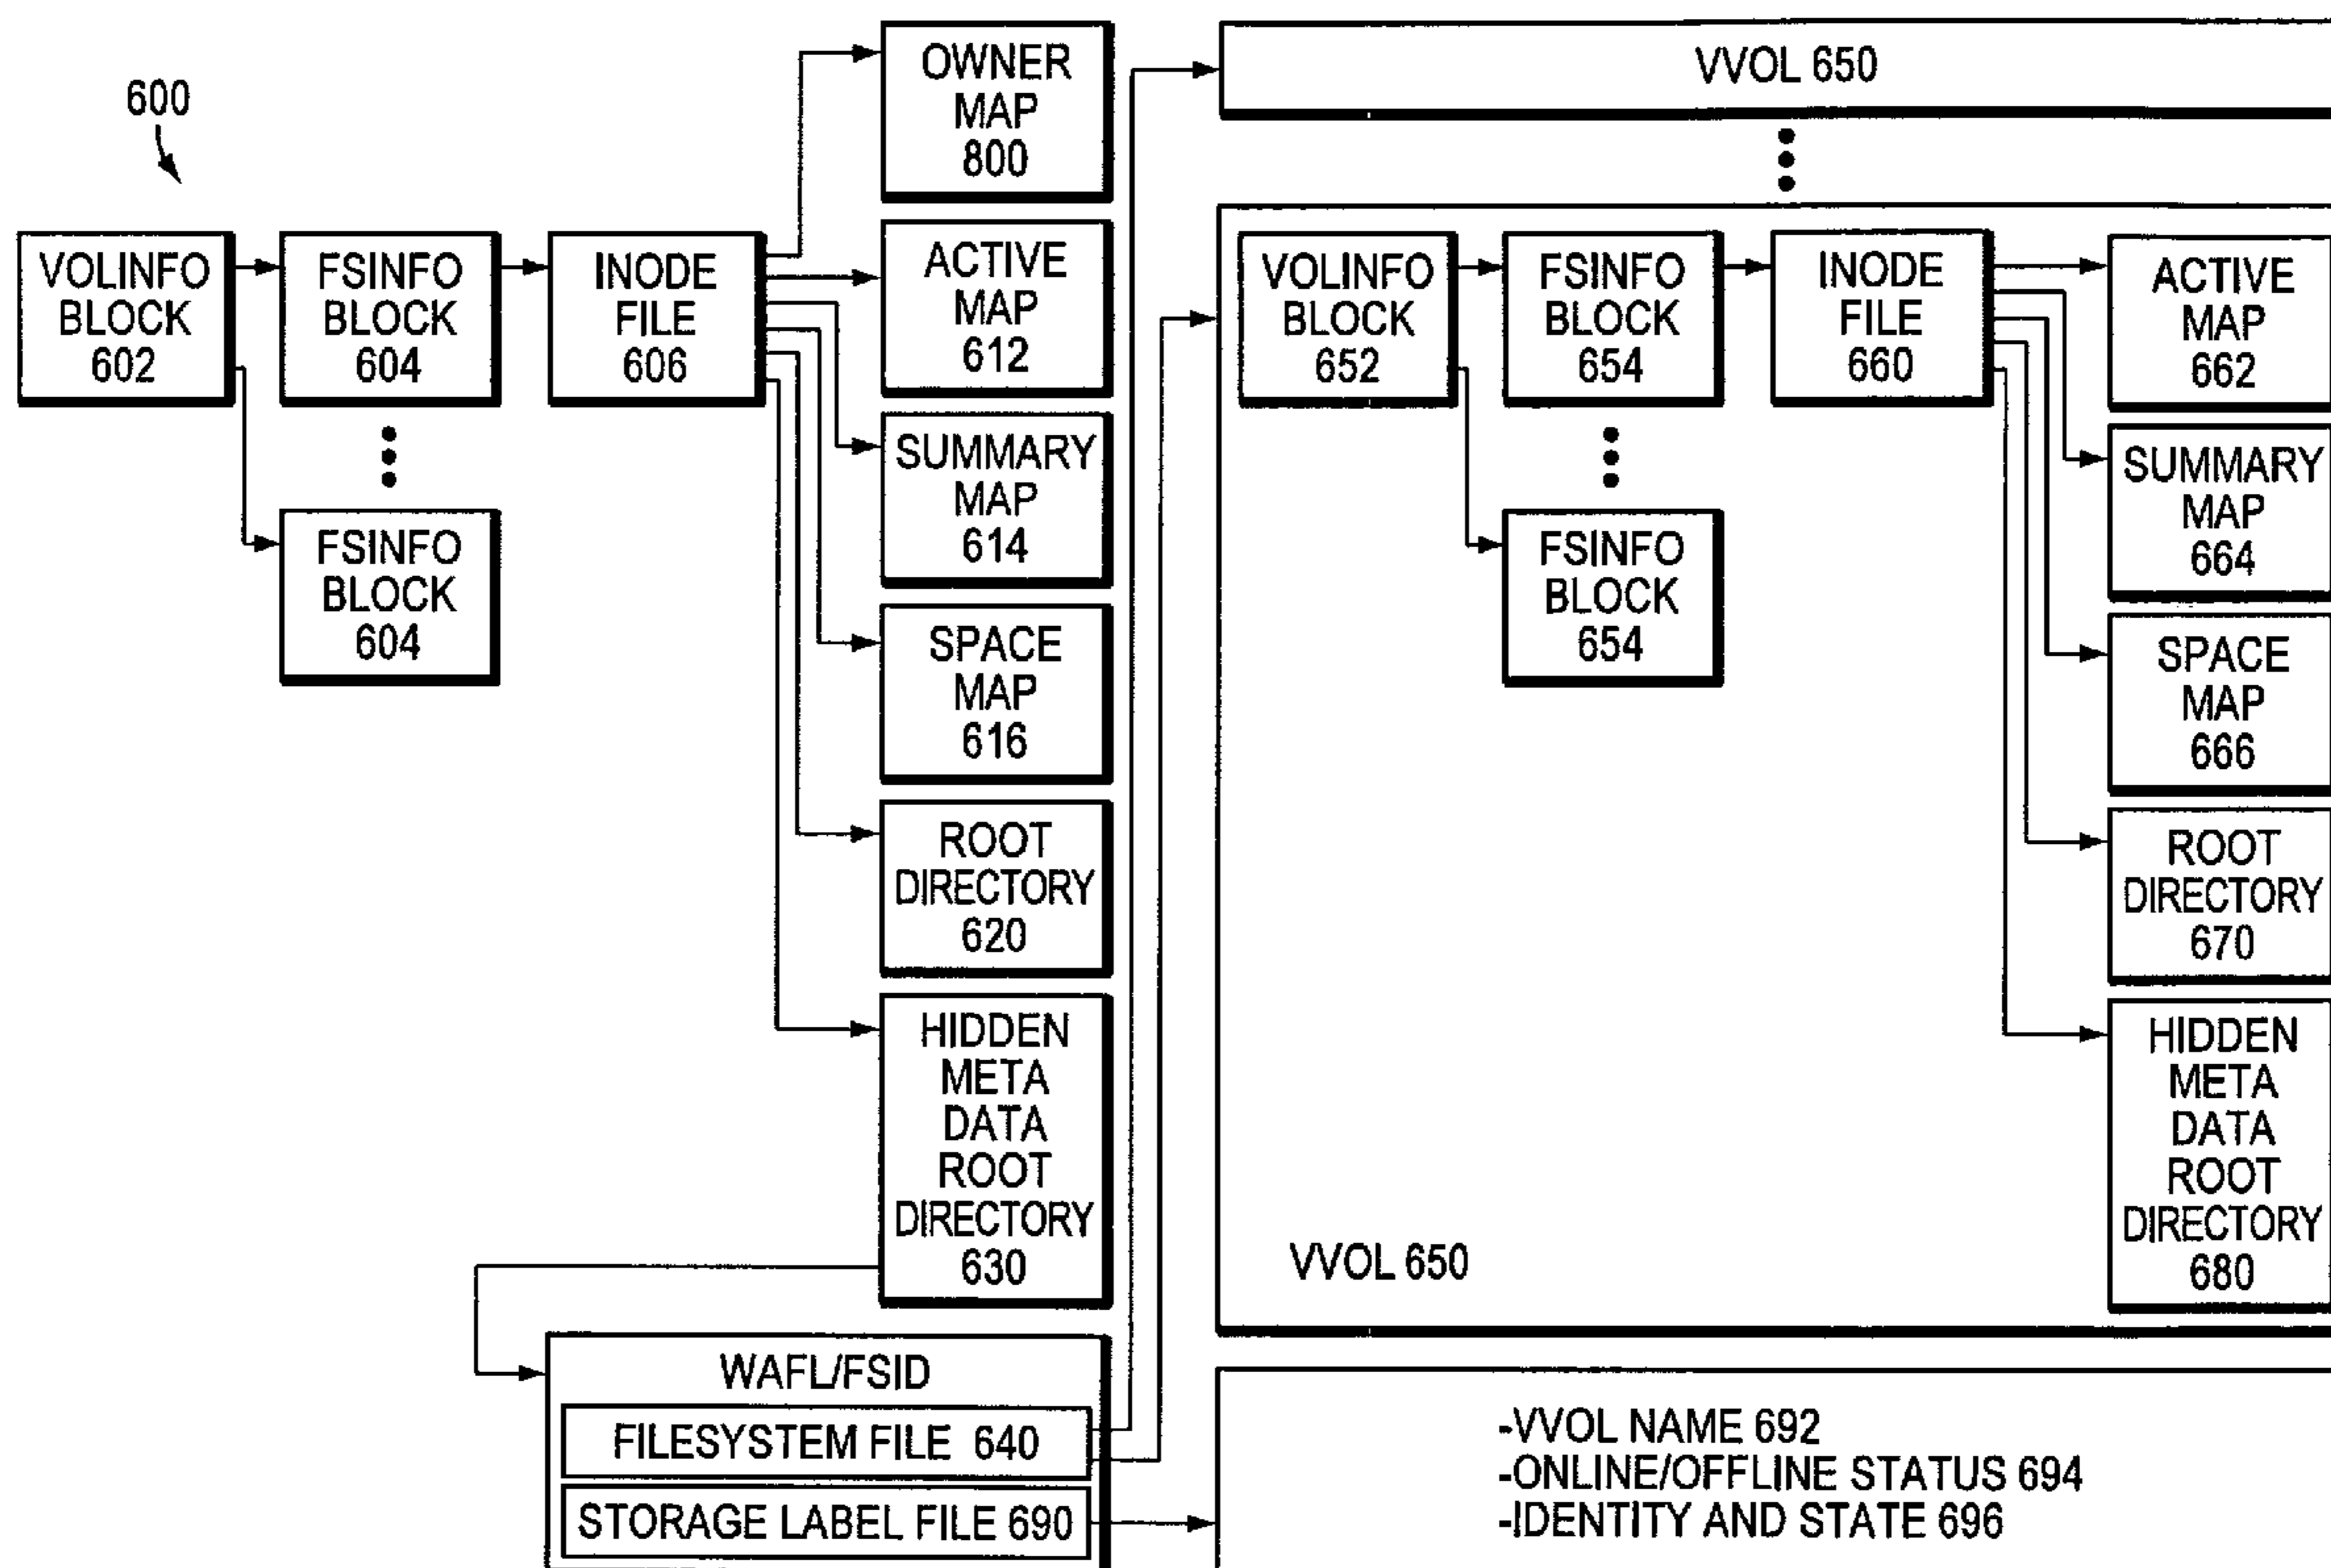 600
VOLINFO
BLOCK
602
FSINFO
BLOCK
604
FSINFO
BLOCK
604
INODE
FILE
606
OWNER
MAP
800
ACTIVE
MAP
612
SUMMARY
MAP
614
SPACE
MAP
616
ROOT
DIRECTORY
620
HIDDEN
META
DATA
ROOT
DIRECTORY
630
WAFL/FSID
FILESYSTEM FILE 640
STORAGE LABEL FILE 690
VVOL 650
VOLINFO
BLOCK
652
FSINFO
BLOCK
654
FSINFO
BLOCK
654
INODE
FILE
660
ACTIVE
MAP
662
SUMMARY
MAP
664
SPACE
MAP
666
ROOT
DIRECTORY
670
HIDDEN
META
DATA
ROOT
DIRECTORY
680
VVOL 650
-VVOL NAME 692
-ONLINE/OFFLINE STATUS 694
-IDENTITY AND STATE 696